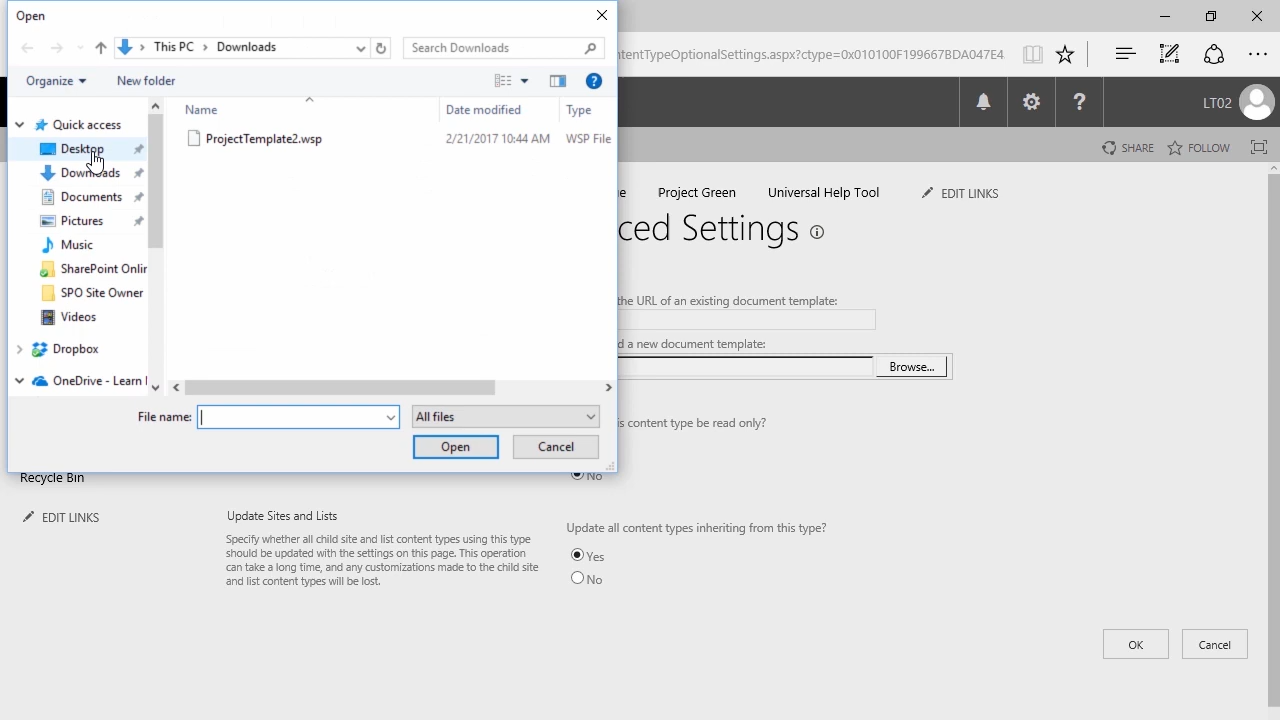 Open
This PC > Downloads
Search Downloads
ntentTypeOptionalSettings.aspx?ctype=0x010100F199667BDA047E4
Organize
New folder
Name
Date modified
Type
ProjectTemplate2.wsp
2/21/2017 10:44 AM
WSP File
Quick access
Desktop
Downloads
Documents
Pictures
Music
SharePoint Onlin
SPO Site Owner
Videos
Dropbox
OneDrive - Learn
File name:
All files
Open
Cancel
LT02
SHARE
FOLLOW
Project Green
Universal Help Tool
EDIT LINKS
ced Settings
the URL of an existing document template:
d a new document template:
Browse...
is content type be read only?
No
Recycle Bin
EDIT LINKS
Update Sites and Lists
Specify whether all child site and list content types using this type
should be updated with the settings on this page. This operation
can take a long time, and any customizations made to the child site
and list content types will be lost.
Update all content types inheriting from this type?
Yes
No
OK
Cancel